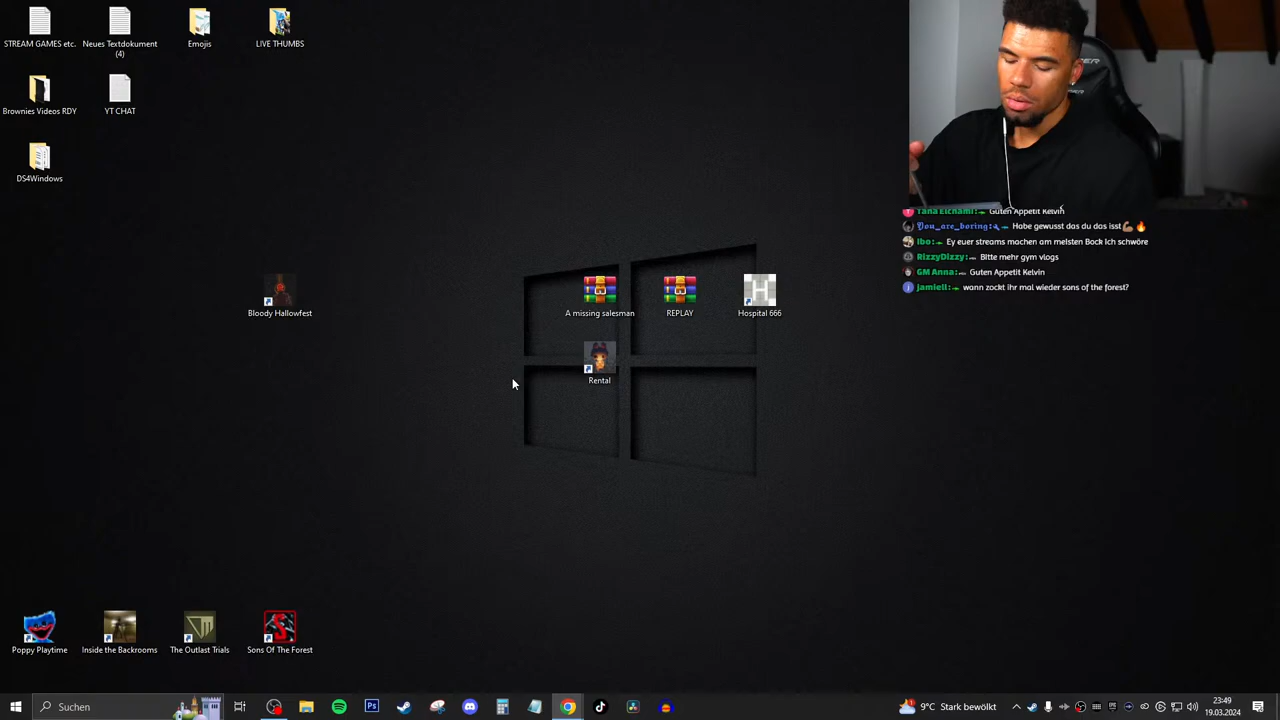 STREAM GAMES etc.
Neues Textdokument (4)
Emojis
LIVE THUMBS
Brownies Videos RDY
YT CHAT
DS4Windows
Tana Elchami: Guten Appetit Kelvin
You_are_boring: Habe gewusst das du das isst💪🏽🔥
Ibo: Ey euer streams machen am meisten Bock ich schwöre
RizzyDizzy: Bitte mehr gym vlogs
GM Anna: Guten Appetit Kelvin
jamiell: wann zockt ihr mal wieder sons of the forest?
Bloody Hallowfest
A missing salesman
REPLAY
H
Hospital 666
Rental
Poppy Playtime
Inside the Backrooms
The Outlast Trials
S
Sons Of The Forest
Suchen
Ps
9°C Stark bewölkt
23:49
19.03.2024